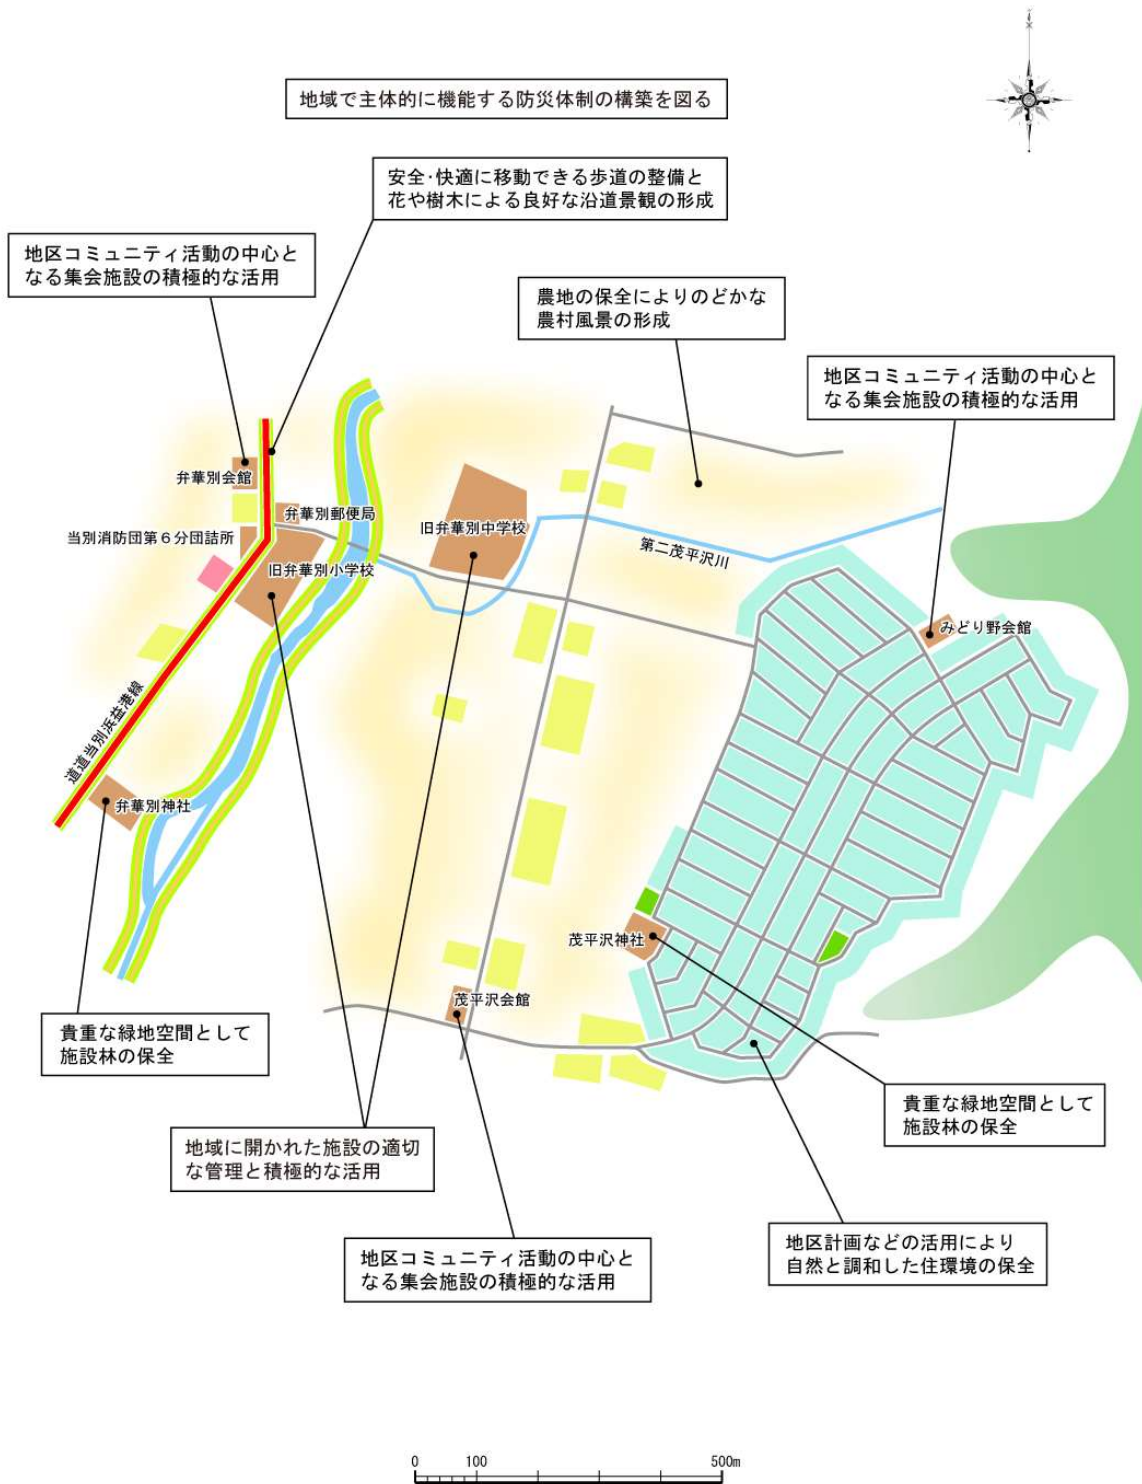 地域で主体的に機能する防災体制の構築を図る
安全・快適に移動できる歩道の整備と
花や樹木による良好な沿道景観の形成
地区コミュニティ活動の中心と
なる集会施設の積極的な活用
農地の保全によりのどかな
農村風景の形成
地区コミュニティ活動の中心と
なる集会施設の積極的な活用
弁華別会館
弁華別郵便局
当別消防団第６分団詰所
旧弁華別小学校
旧弁華別中学校
第二茂平沢川
みどり野会館
道道当別浜益港線
弁華別神社
茂平沢神社
茂平沢会館
貴重な緑地空間として
施設林の保全
貴重な緑地空間として
施設林の保全
地域に開かれた施設の適切
な管理と積極的な活用
地区コミュニティ活動の中心と
なる集会施設の積極的な活用
地区計画などの活用により
自然と調和した住環境の保全
0 100 500m